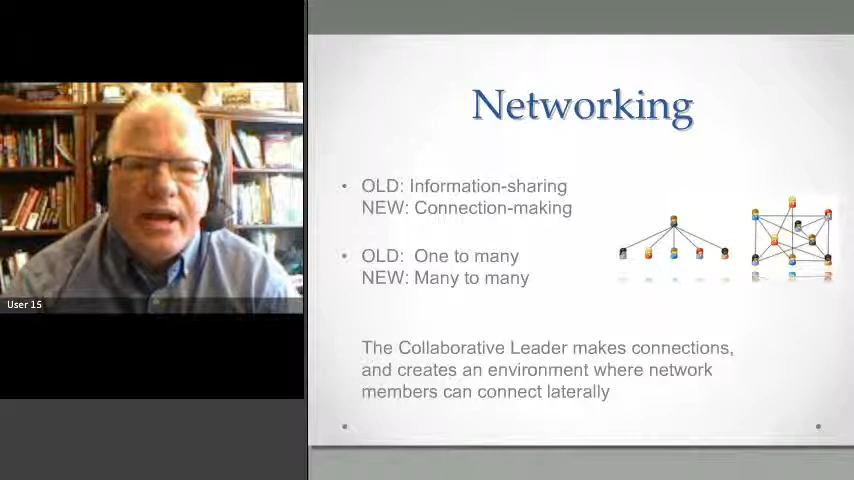 Networking
• OLD: Information-sharing
NEW: Connection-making
• OLD: One to many
NEW: Many to many
The Collaborative Leader makes connections,
and creates an environment where network
members can connect laterally
User 15